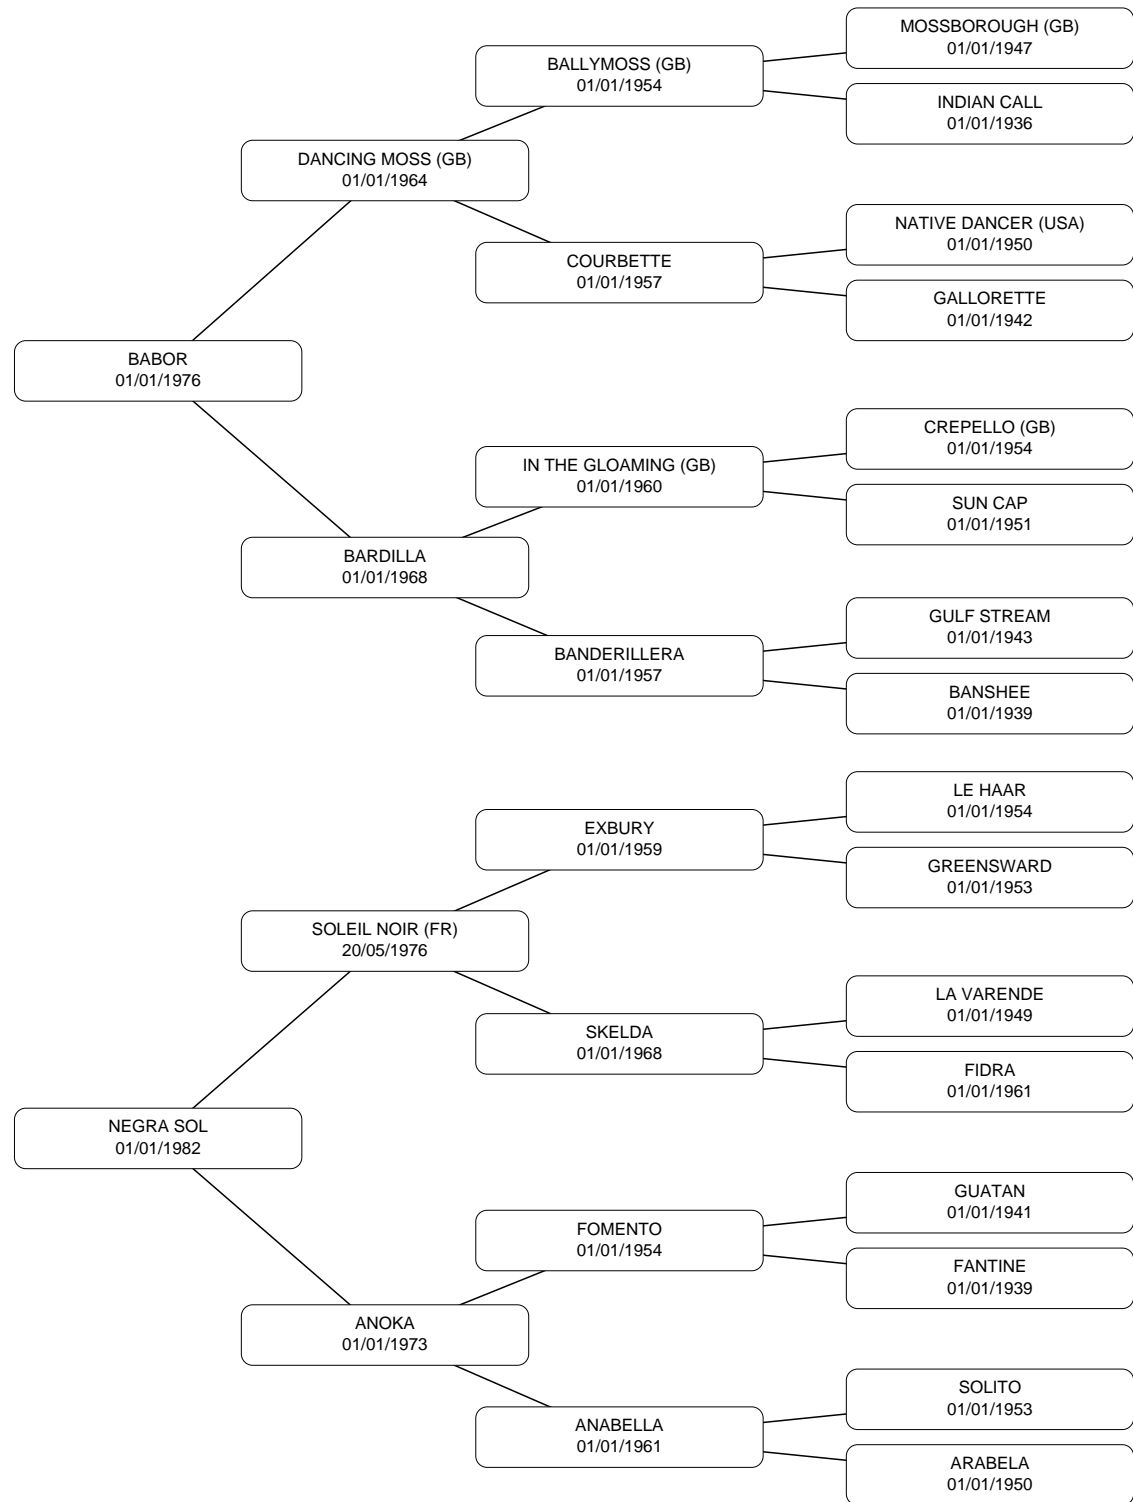 MOSSBOROUGH (GB)
01/01/1947
BALLYMOSS (GB)
01/01/1954
INDIAN CALL
01/01/1936
DANCING MOSS (GB)
01/01/1964
NATIVE DANCER (USA)
01/01/1950
COURBETTE
01/01/1957
GALLORETTE
01/01/1942
BABOR
01/01/1976
CREPELLO (GB)
01/01/1954
IN THE GLOAMING (GB)
01/01/1960
SUN CAP
01/01/1951
BARDILLA
01/01/1968
GULF STREAM
01/01/1943
BANDERILLERA
01/01/1957
BANSHEE
01/01/1939
LE HAAR
01/01/1954
EXBURY
01/01/1959
GREENSWARD
01/01/1953
SOLEIL NOIR (FR)
20/05/1976
LA VARENDE
01/01/1949
SKELDA
01/01/1968
FIDRA
01/01/1961
NEGRA SOL
01/01/1982
GUATAN
01/01/1941
FOMENTO
01/01/1954
FANTINE
01/01/1939
ANOKA
01/01/1973
SOLITO
01/01/1953
ANABELLA
01/01/1961
ARABELA
01/01/1950